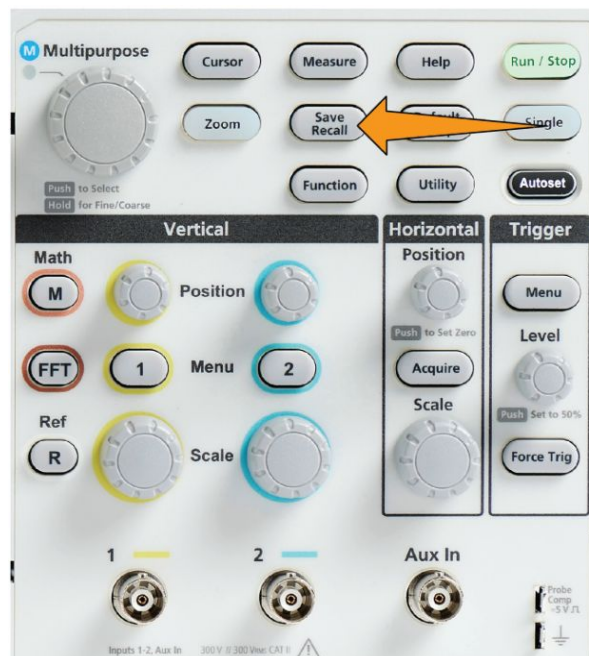 M Multipurpose
Cursor
Measure
Help
Run / Stop
Zoom
Save
Recall
Single
Push to Select
Hold for Fine/Coarse
Function
Utility
Autoset
Vertical
Horizontal
Trigger
Math
M
Position
Position
Push to Set Zero
Menu
FFT
1
Menu
2
Acquire
Level
Push Set to 50%
Ref
R
Scale
Scale
Force Trig
1
2
Aux In
Probe
Comp
~5 V
Inputs 1-2, Aux In
300 V
CAT II